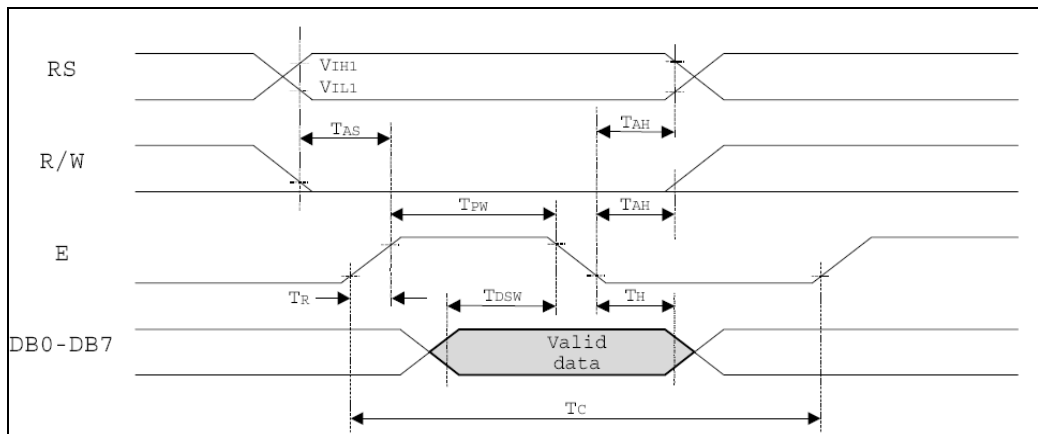 RS
VIH1
VIL1
TAS
TAH
R/W
TPW
TAH
E
TR
TDSW
TH
DB0-DB7
Valid
data
TC